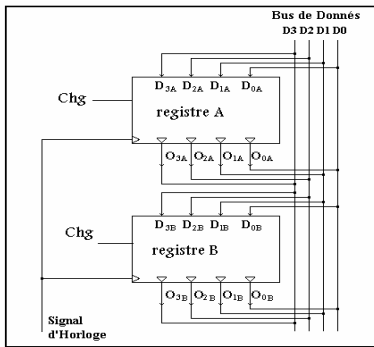 Bus de Donnés
D3 D2 D1 D0
D3A D2A D1A D0A
Chg
registre A
O3A O2A O1A O0A
D3B D2B D1B D0B
Chg
registre B
O3B O2B O1B O0B
Signal
d'Horloge